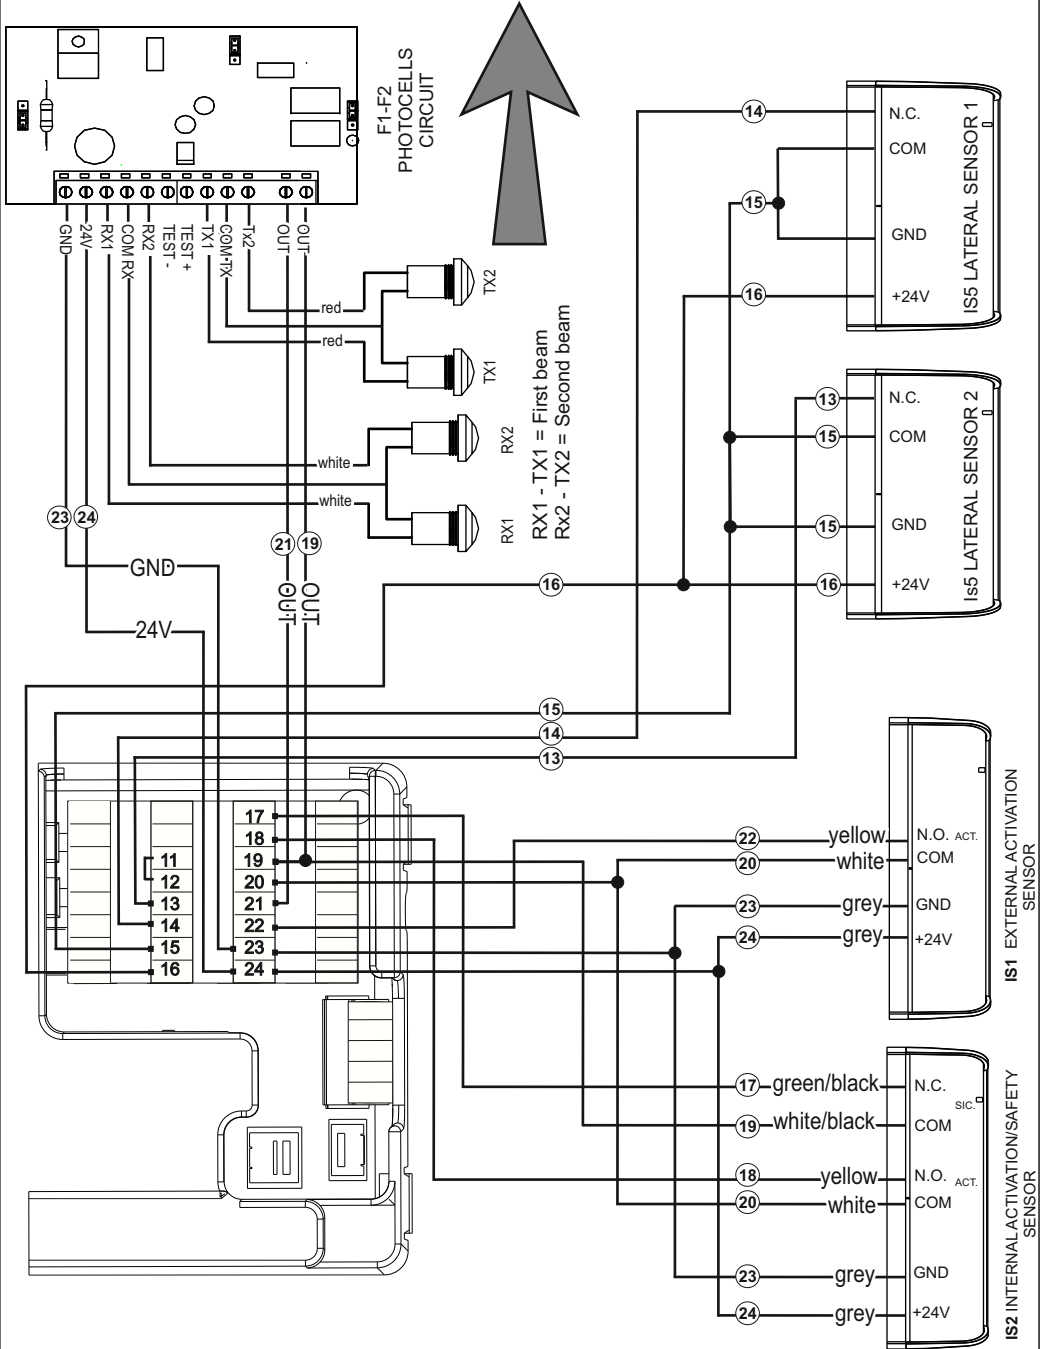 F1-F2
PHOTOCELLS
CIRCUIT
GND
24V
RX1
COM RX
RX2
TEST -
TEST +
TX1
COM TX
Tx2
OUT
OUT
red
red
white
white
TX2
TX1
RX2
RX1
RX1 - TX1 = First beam
Rx2 - TX2 = Second beam
23
24
21
19
GND
24V
OUT
OUT
14
15
16
N.C.
COM
GND
+24V
IS5 LATERAL SENSOR 1
13
15
15
16
16
N.C.
COM
GND
+24V
Is5 LATERAL SENSOR 2
15
14
13
11
12
13
14
15
16
17
18
19
20
21
22
23
24
22 yellow N.O. ACT.
20 white COM
23 grey GND
24 grey +24V
IS1 EXTERNAL ACTIVATION
SENSOR
17 green/black N.C.
SIC.
19 white/black COM
18 yellow N.O. ACT.
20 white COM
23 grey GND
24 grey +24V
IS2 INTERNAL ACTIVATION/SAFETY
SENSOR